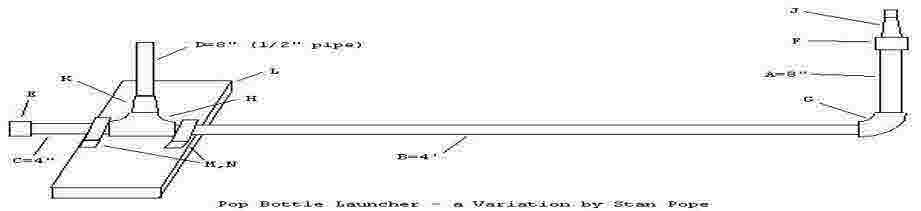 J
D=8" (1/2" pipe)
F
L
K
A=8"
E
H
G
C=4"
M,N
B=4'
Pop Bottle Launcher - a Variation by Stan Pope